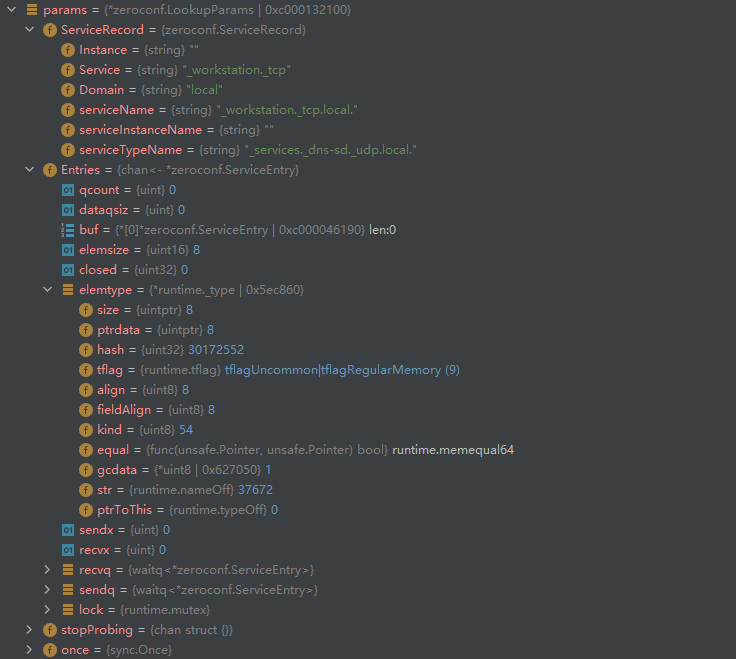 params = {*zeroconf.LookupParams | 0xc000132100}
ServiceRecord = {zeroconf.ServiceRecord}
Instance = {string} ""
Service = {string} "_workstation._tcp"
Domain = {string} "local"
serviceName = {string} "_workstation._tcp.local."
serviceInstanceName = {string} ""
serviceTypeName = {string} "_services._dns-sd._udp.local."
Entries = {chan<- *zeroconf.ServiceEntry}
qcount = {uint} 0
dataqsiz = {uint} 0
buf = {*[0]*zeroconf.ServiceEntry | 0xc000046190} len:0
elemsize = {uint16} 8
closed = {uint32} 0
elemtype = {*runtime._type | 0x5ec860}
size = {uintptr} 8
ptrdata = {uintptr} 8
hash = {uint32} 30172552
tflag = {runtime.tflag} tflagUncommon|tflagRegularMemory (9)
align = {uint8} 8
fieldAlign = {uint8} 8
kind = {uint8} 54
equal = {func(unsafe.Pointer, unsafe.Pointer) bool} runtime.memequal64
gcdata = {*uint8 | 0x627050} 1
str = {runtime.nameOff} 37672
ptrToThis = {runtime.typeOff} 0
sendx = {uint} 0
recvx = {uint} 0
recvq = {waitq<*zeroconf.ServiceEntry>}
sendq = {waitq<*zeroconf.ServiceEntry>}
lock = {runtime.mutex}
stopProbing = {chan struct {}}
once = {sync.Once}